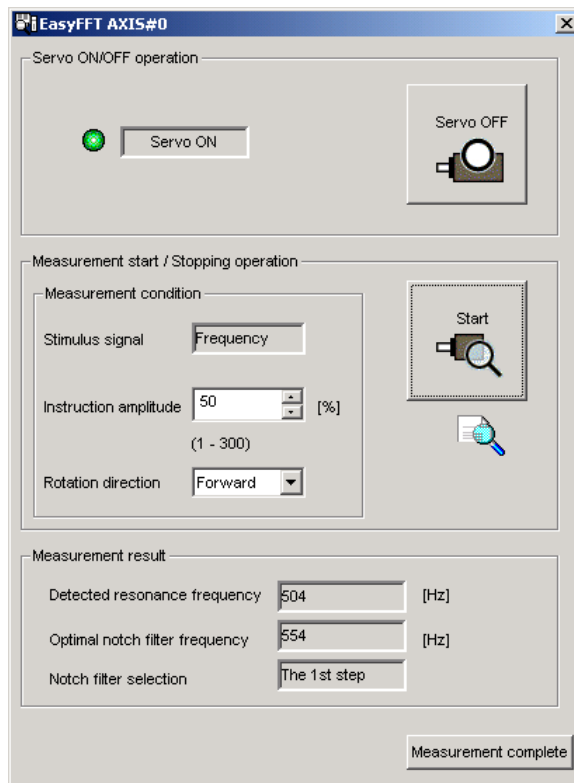 EasyFFT AXIS#0
Servo ON/OFF operation
Servo ON
Servo OFF
Measurement start / Stopping operation
Measurement condition
Stimulus signal
Frequency
Instruction amplitude
50
[%]
(1 - 300)
Rotation direction
Forward
Start
Measurement result
Detected resonance frequency
504
[Hz]
Optimal notch filter frequency
554
[Hz]
Notch filter selection
The 1st step
Measurement complete